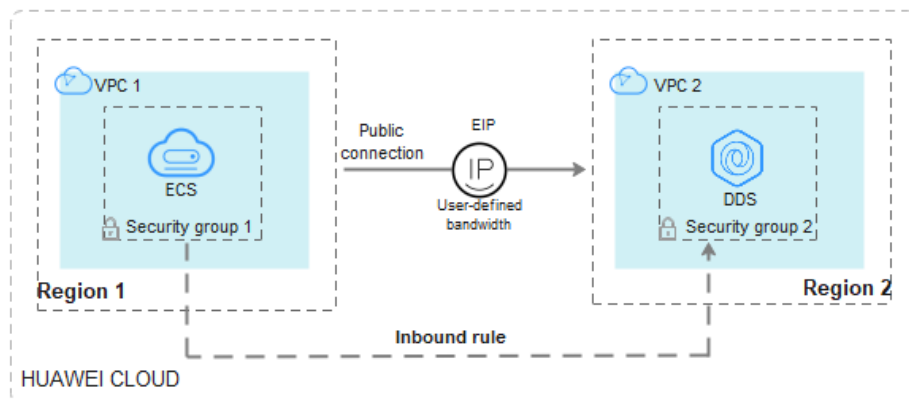 VPC 1
ECS
Security group 1
Region 1
Public
connection
EIP
IP
User-defined
bandwidth
VPC 2
DDS
Security group 2
Region 2
Inbound rule
HUAWEI CLOUD